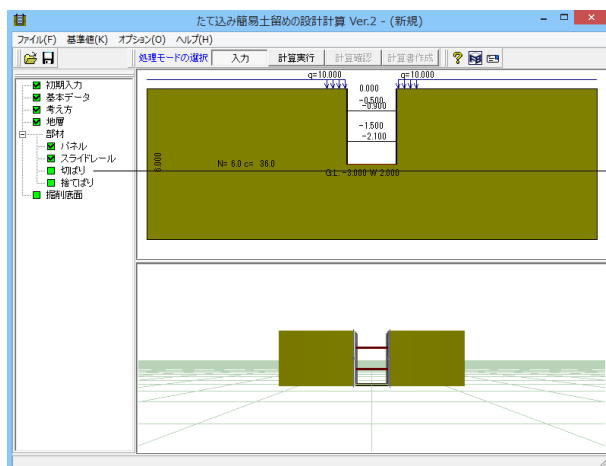 たて込み簡易土留めの設計計算 Ver.2 - (新規)
ファイル(F) 基準値(K) オプション(O) ヘルプ(H)
処理モードの選択 入力 計算実行 計算確認 計算書作成
初期入力
基本データ
考え方
地層
部材
パネル
スライドレール
切ばり
捨てばり
掘削底面
q=10.000 q=10.000
0.000
-0.500
-0.900
-1.500
-2.100
6.000
N= 6.0 c= 36.0
G.L. -3.000 W 2.000